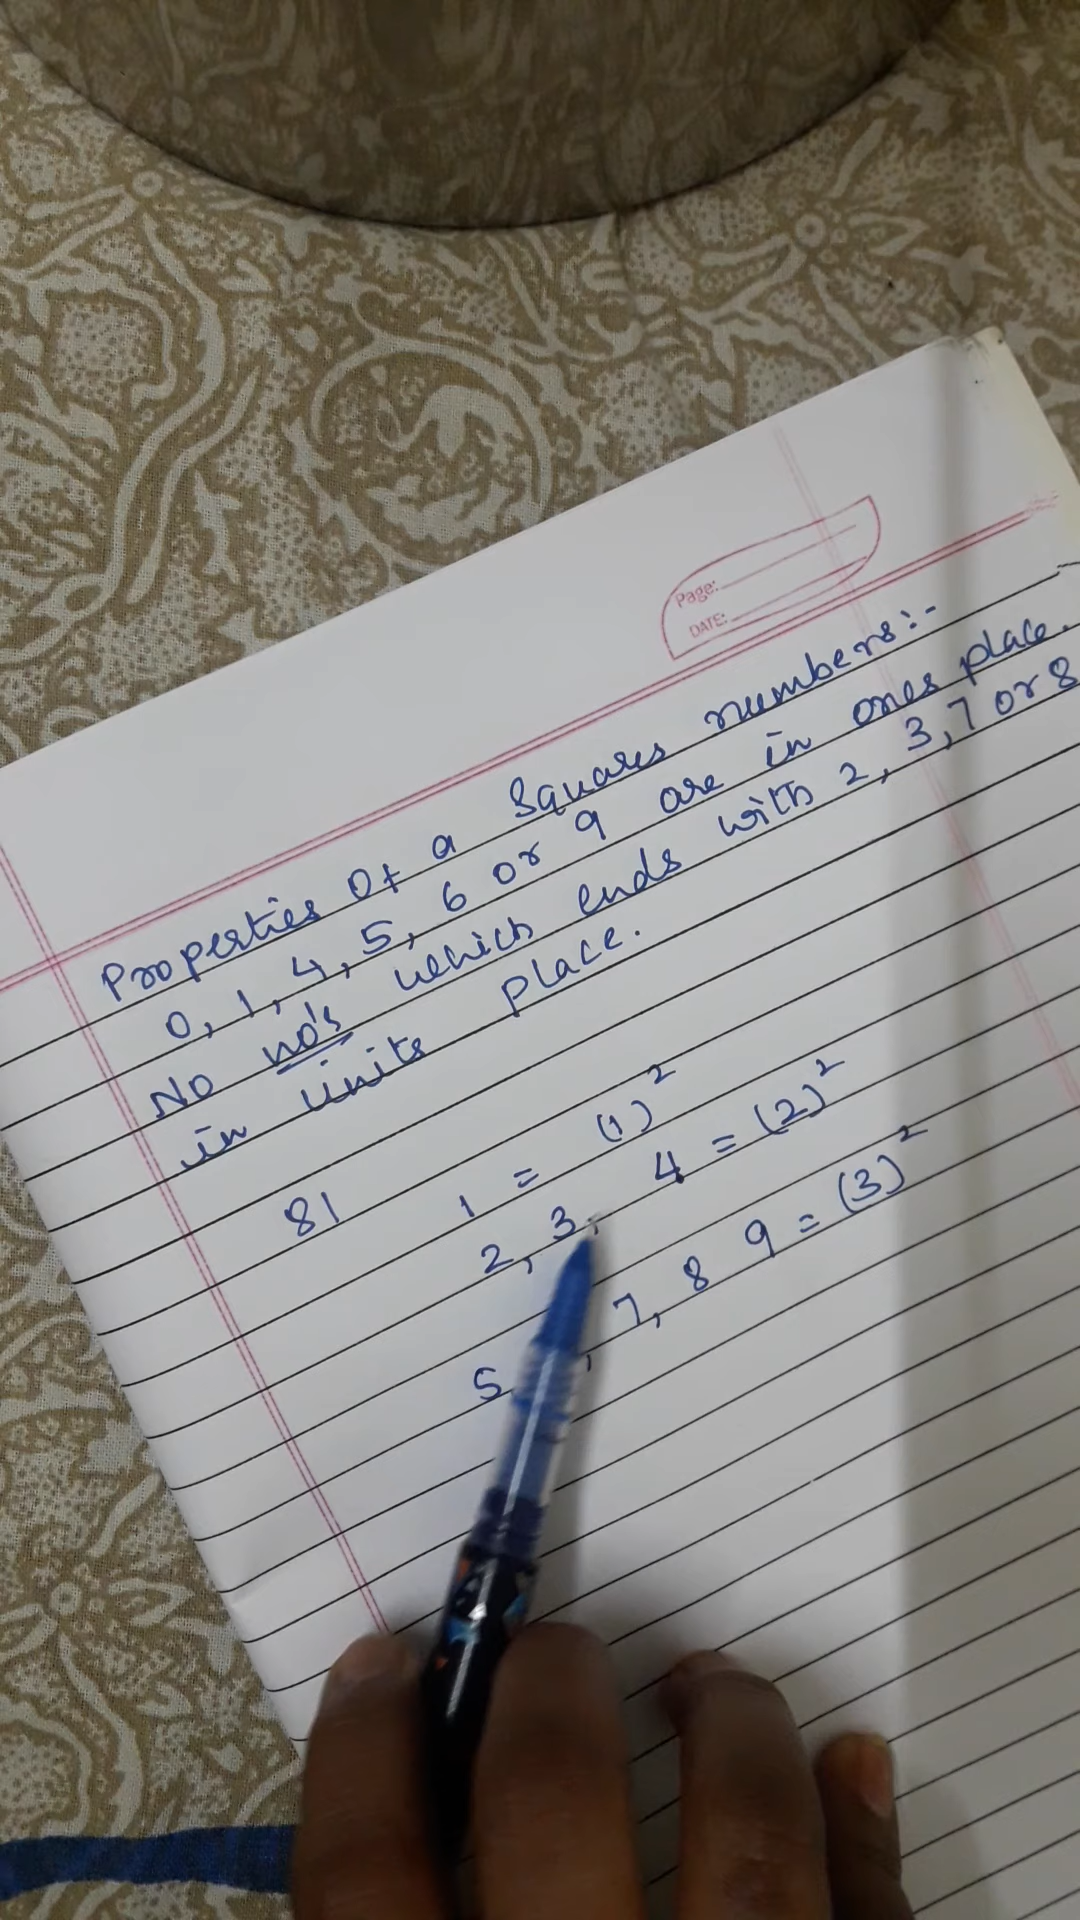 Page:
DATE:
Properties Of a Squares numbers:-
0, 1, 4, 5, 6 or 9 are in ones place.
No no's which ends with 2, 3, 7 or 8
in units place.
81 1 = (1)²
2, 3, 4 = (2)²
5, 7, 8 9 = (3)²